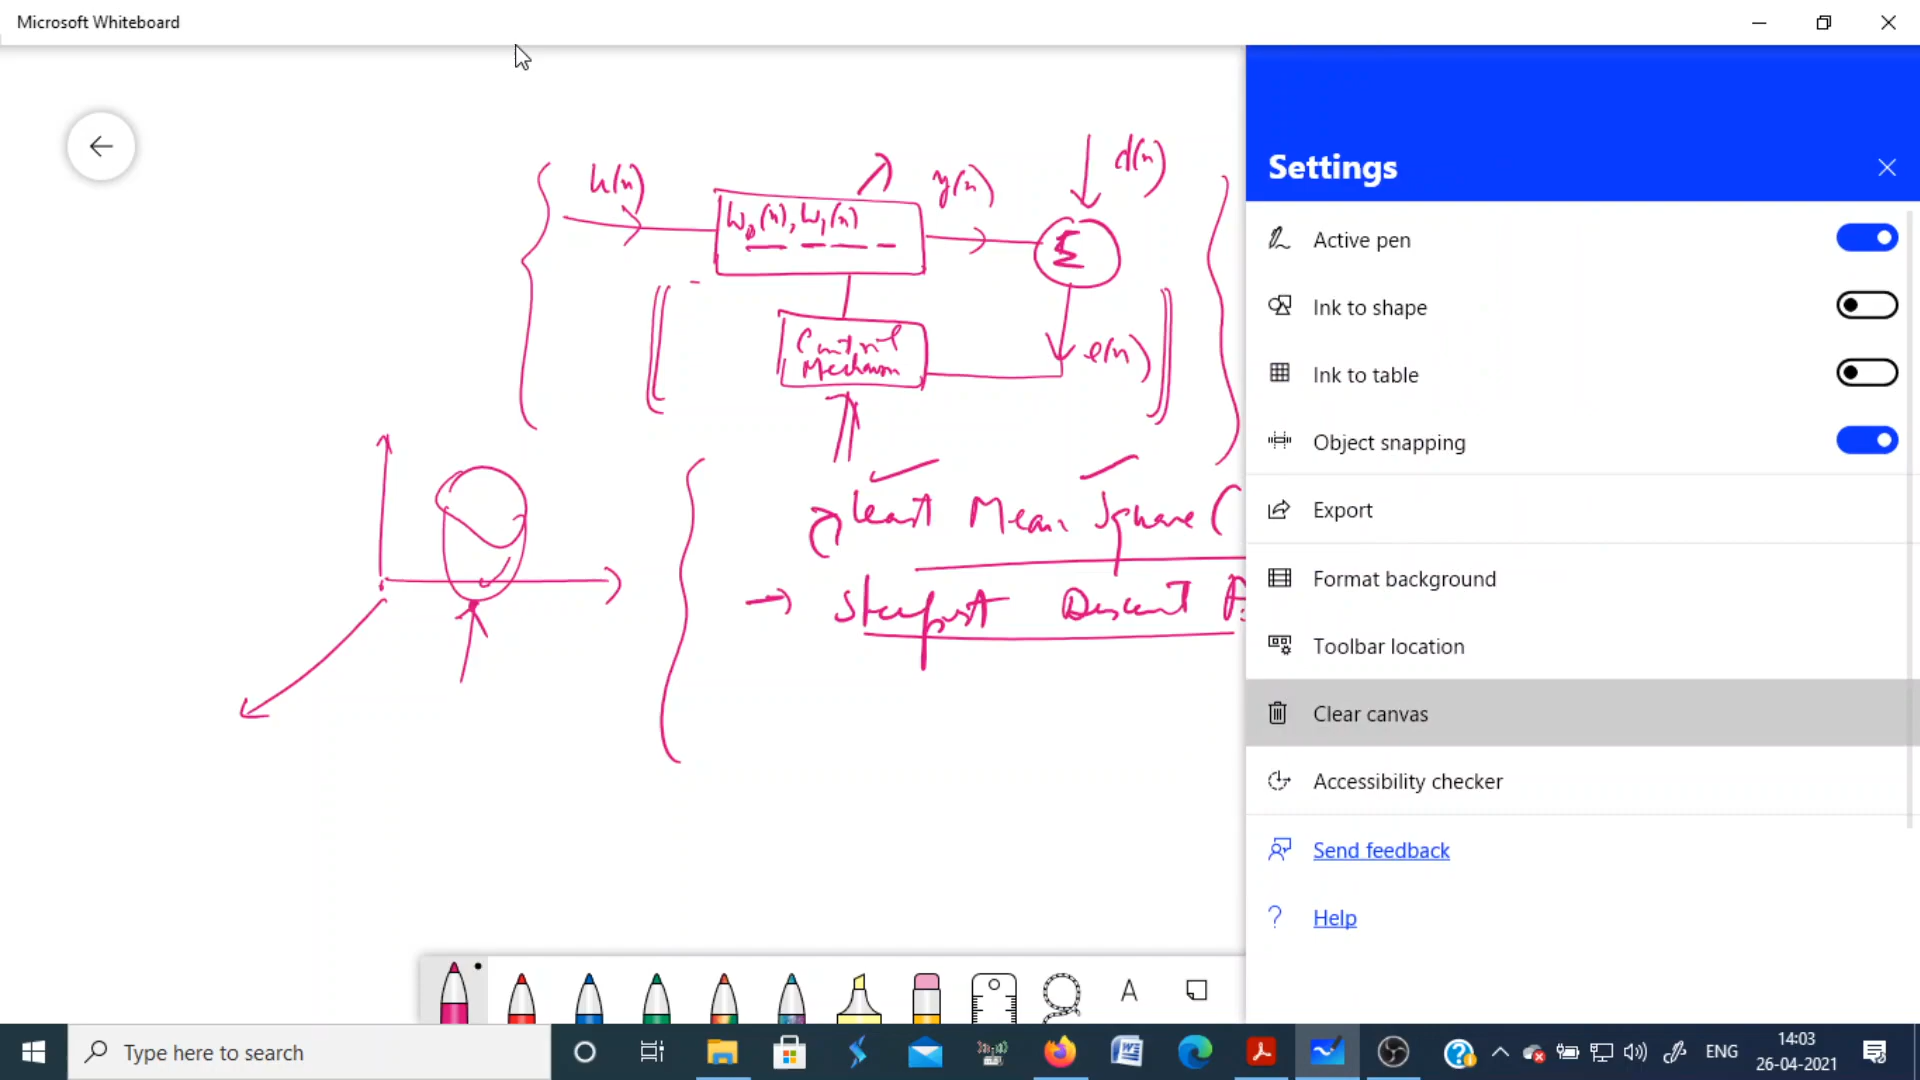 Microsoft Whiteboard
u(n)
y(n)
d(n)
W₀(n), W₁(n)
Σ
Control
Mechanism
e(n)
Least Mean Square (
→ Steepest Descent
Settings
Active pen
Ink to shape
Ink to table
Object snapping
Export
Format background
Toolbar location
Clear canvas
Accessibility checker
Send feedback
Help
A
Type here to search
ENG
14:03
26-04-2021